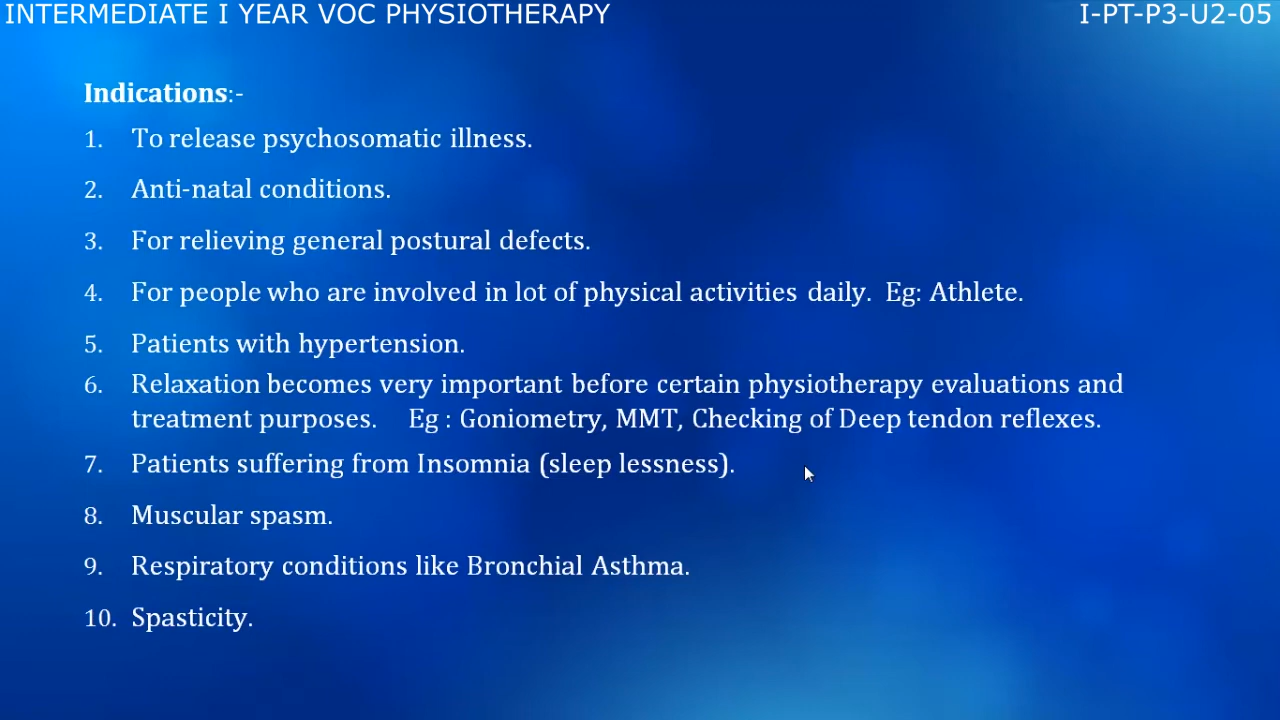 INTERMEDIATE I YEAR VOC PHYSIOTHERAPY
I-PT-P3-U2-05
Indications:-
1. To release psychosomatic illness.
2. Anti-natal conditions.
3. For relieving general postural defects.
4. For people who are involved in lot of physical activities daily. Eg: Athlete.
5. Patients with hypertension.
6. Relaxation becomes very important before certain physiotherapy evaluations and
treatment purposes. Eg : Goniometry, MMT, Checking of Deep tendon reflexes.
7. Patients suffering from Insomnia (sleep lessness).
8. Muscular spasm.
9. Respiratory conditions like Bronchial Asthma.
10. Spasticity.